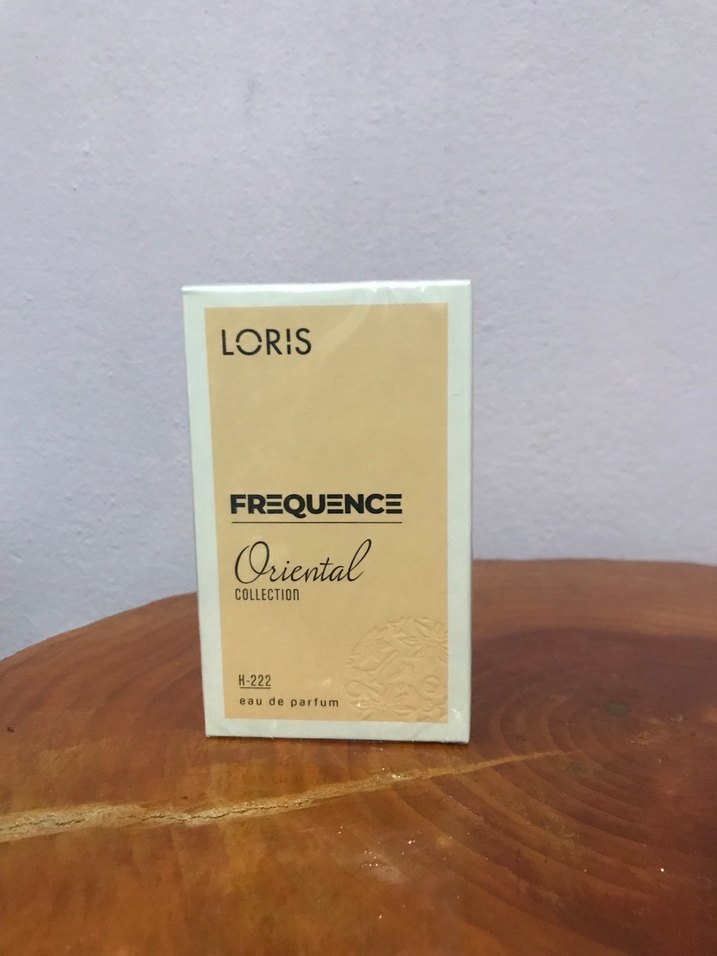 LORIS
FREQUENCE
Oriental
COLLECTION
K-222
eau de parfum